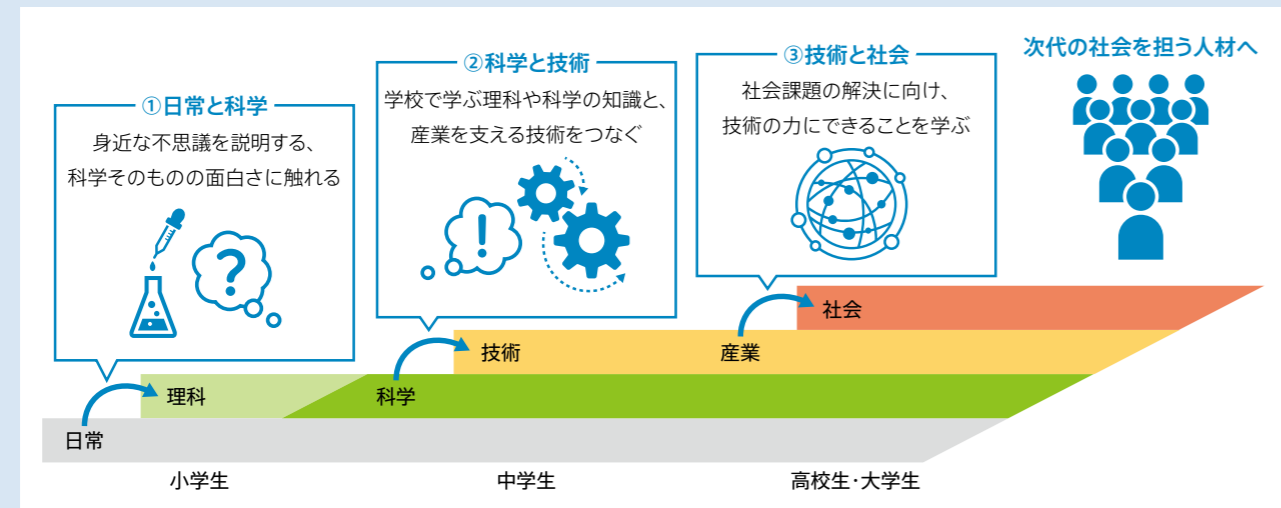 ①日常と科学
身近な不思議を説明する、
科学そのものの面白さに触れる
?
②科学と技術
学校で学ぶ理科や科学の知識と、
産業を支える技術をつなぐ
!
③技術と社会
社会課題の解決に向け、
技術の力にできることを学ぶ
次代の社会を担う人材へ
社会
技術
産業
理科
科学
日常
小学生
中学生
高校生・大学生